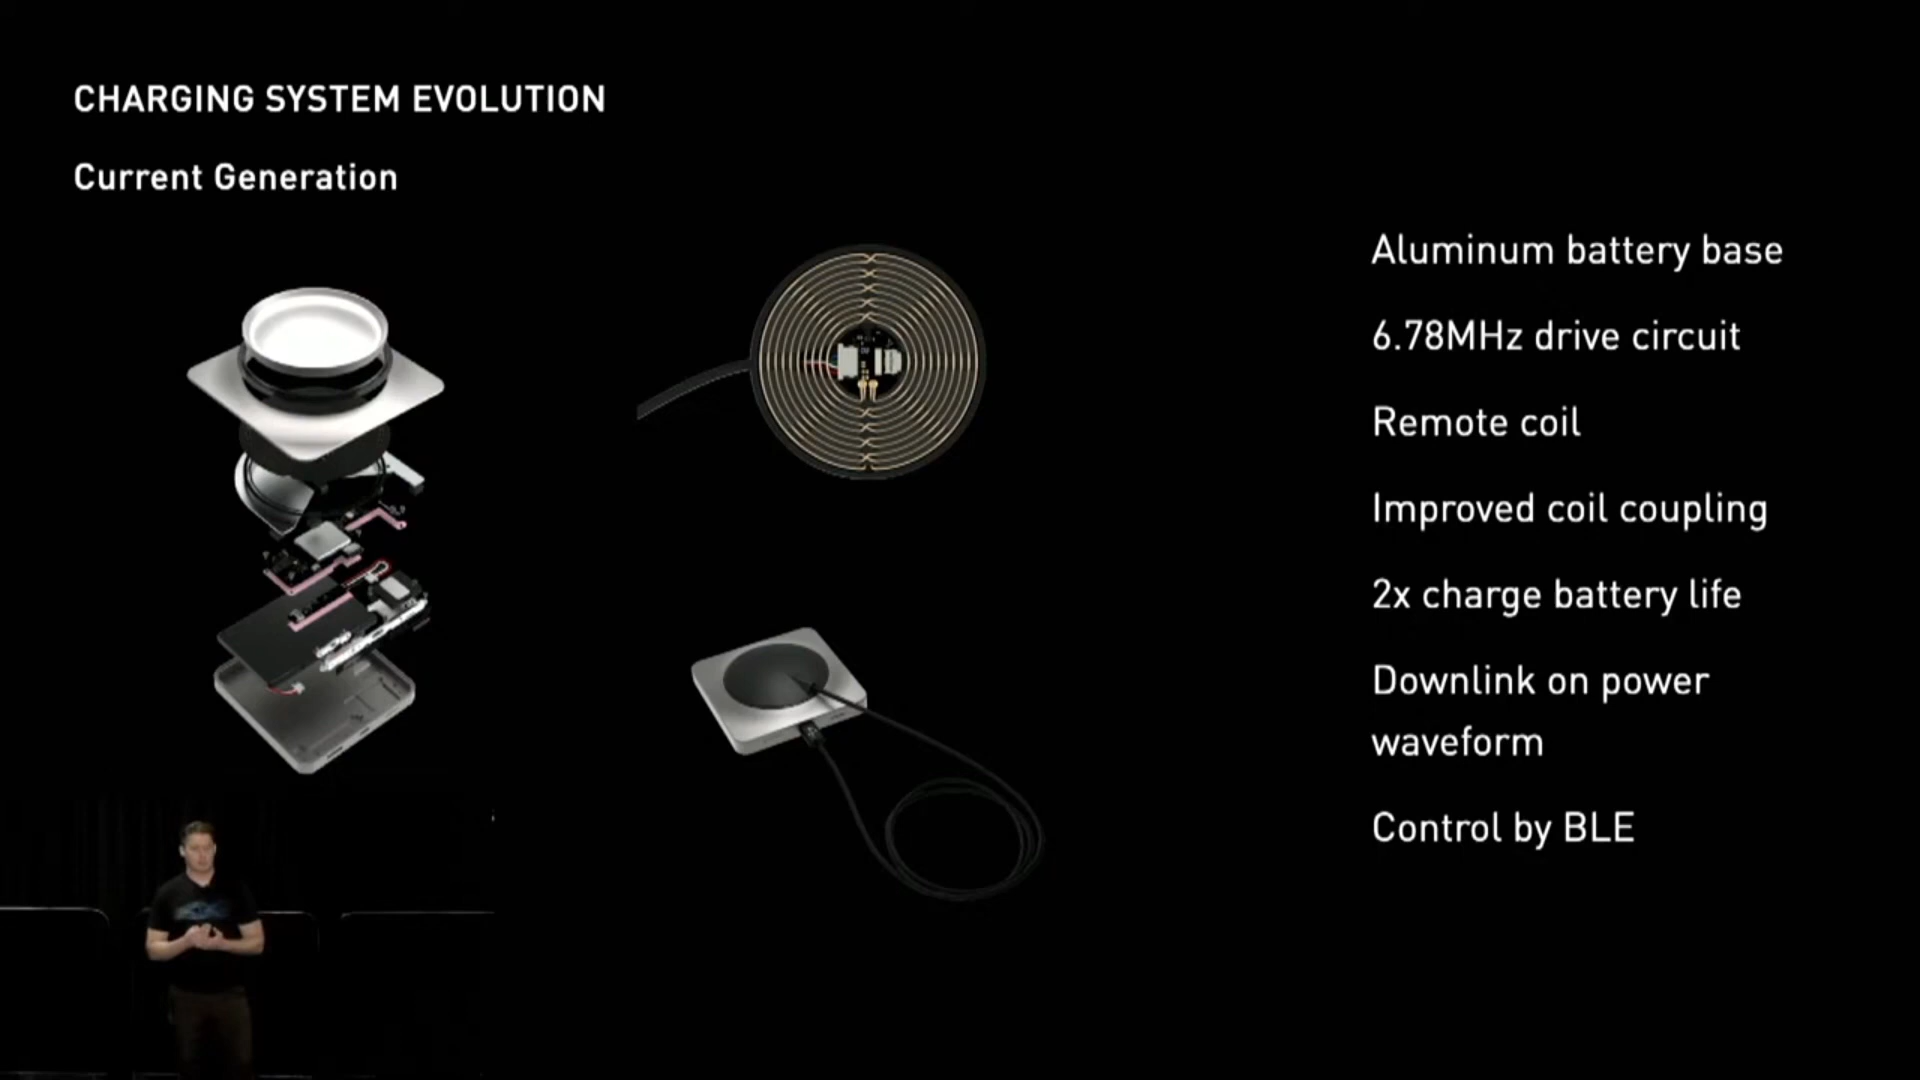 CHARGING SYSTEM EVOLUTION
Current Generation
Aluminum battery base
6.78MHz drive circuit
Remote coil
Improved coil coupling
2x charge battery life
Downlink on power
waveform
Control by BLE